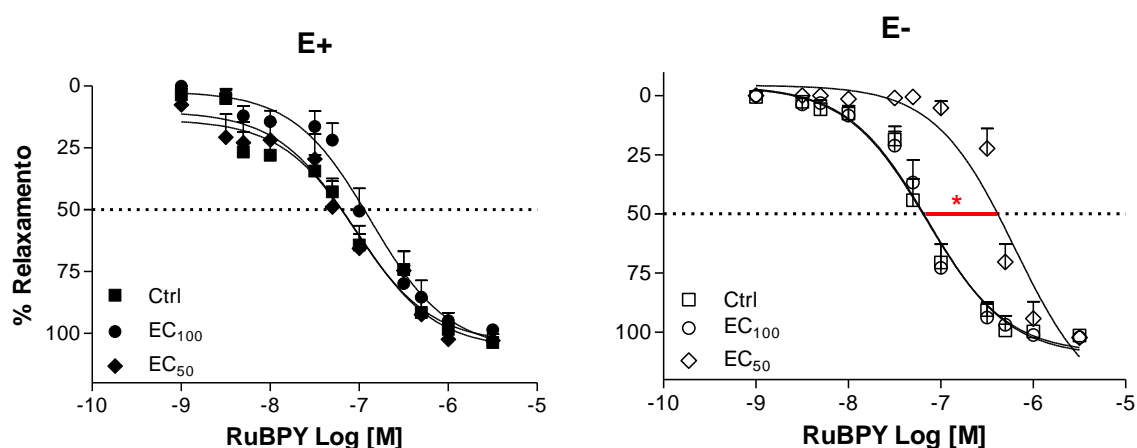 E+
% Relaxamento
0
25
50
75
100
Ctrl
EC₁₀₀
EC₅₀
-10 -9 -8 -7 -6 -5
RuBPY Log [M]
E-
0
25
50
75
100
*
Ctrl
EC₁₀₀
EC₅₀
-10 -9 -8 -7 -6 -5
RuBPY Log [M]